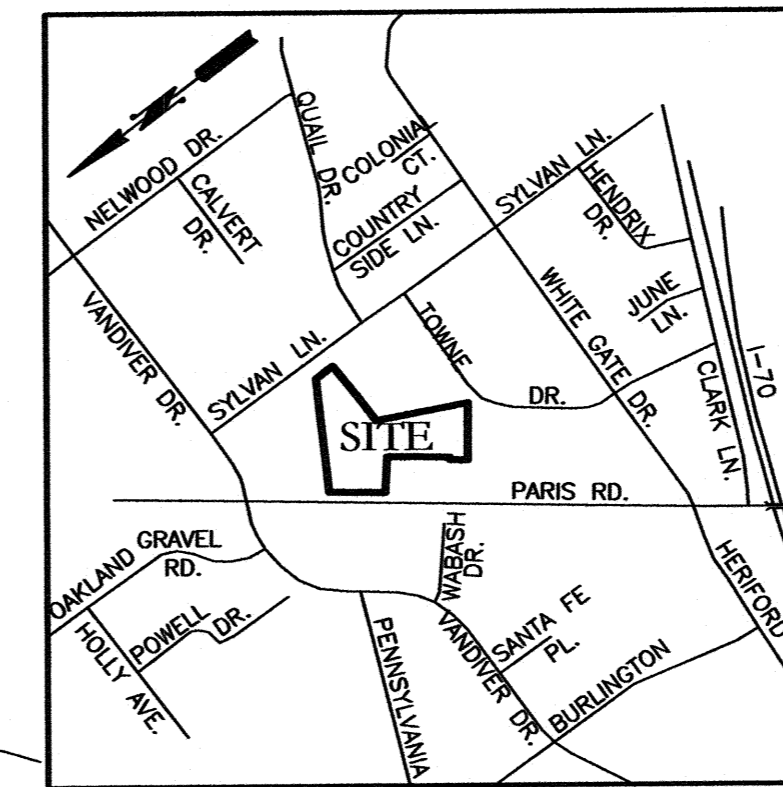 N
QUAIL DR.
NELWOOD DR.
CALVERT
DR.
COLONIAL
CT.
COUNTRY
SIDE LN.
SYLVAN LN.
HENDRIX
DR.
JUNE
LN.
WHITE GATE DR.
TOWNE
DR.
VANDIVER DR.
SYLVAN LN.
I-70
CLARK LN.
SITE
PARIS RD.
OAKLAND GRAVEL
RD.
WABASH
DR.
HERIFORD
HOLLY AVE.
POWELL DR.
PENNSYLVANIA
VANDIVER DR.
SANTA FE
PL.
BURLINGTON